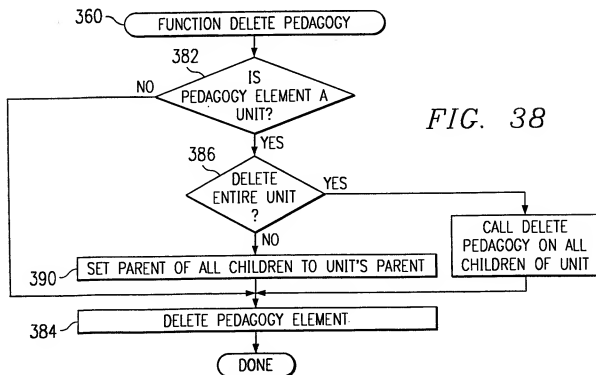 360
FUNCTION DELETE PEDAGOGY
382
NO
IS
PEDAGOGY ELEMENT A
UNIT?
FIG. 38
YES
386
DELETE
ENTIRE UNIT
?
YES
NO
CALL DELETE
PEDAGOGY ON ALL
CHILDREN OF UNIT
SET PARENT OF ALL CHILDREN TO UNIT'S PARENT
390
DELETE PEDAGOGY ELEMENT
384
DONE